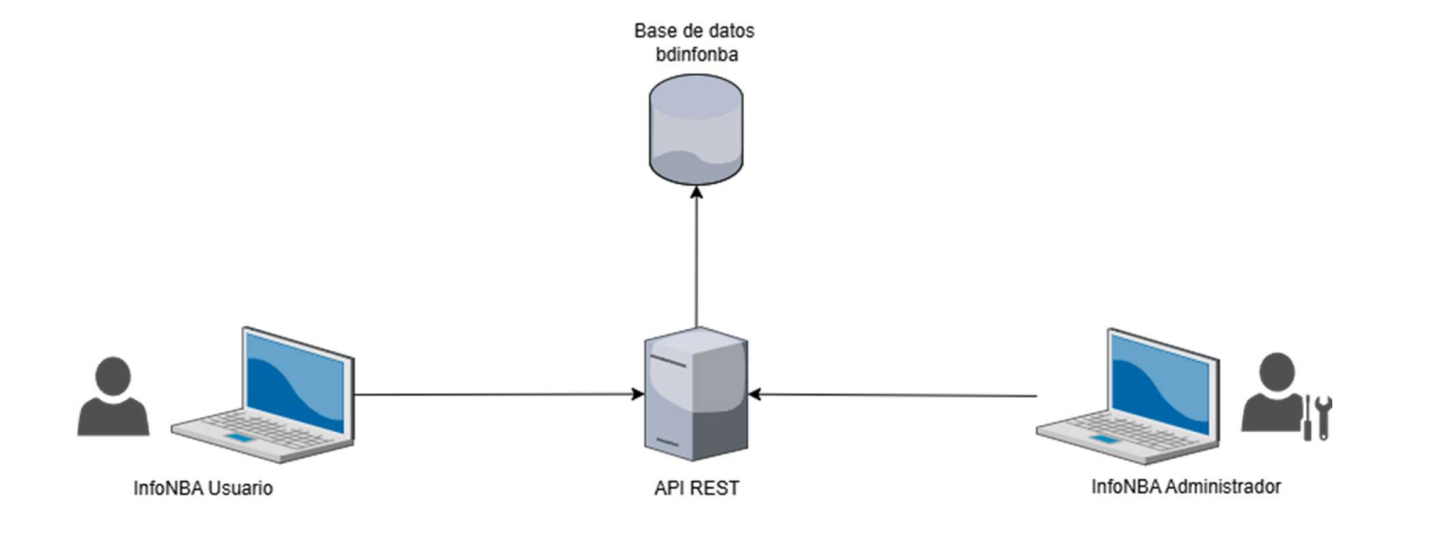 Base de datos
bdinfonba
InfoNBA Usuario
API REST
InfoNBA Administrador